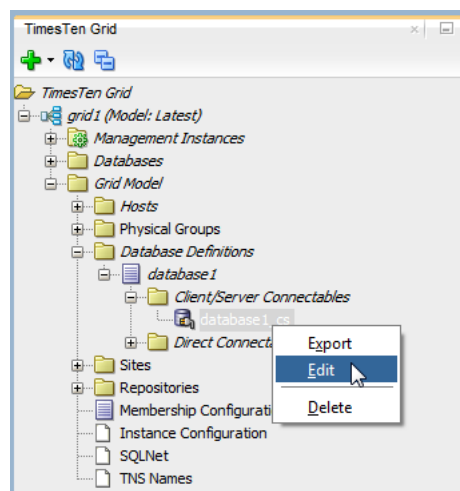 TimesTen Grid
TimesTen Grid
grid1 (Model: Latest)
Management Instances
Databases
Grid Model
Hosts
Physical Groups
Database Definitions
database1
Client/Server Connectables
database1_cs
Export
Direct Connecta
Edit
Sites
Repositories
Delete
Membership Configurati
Instance Configuration
SQLNet
TNS Names